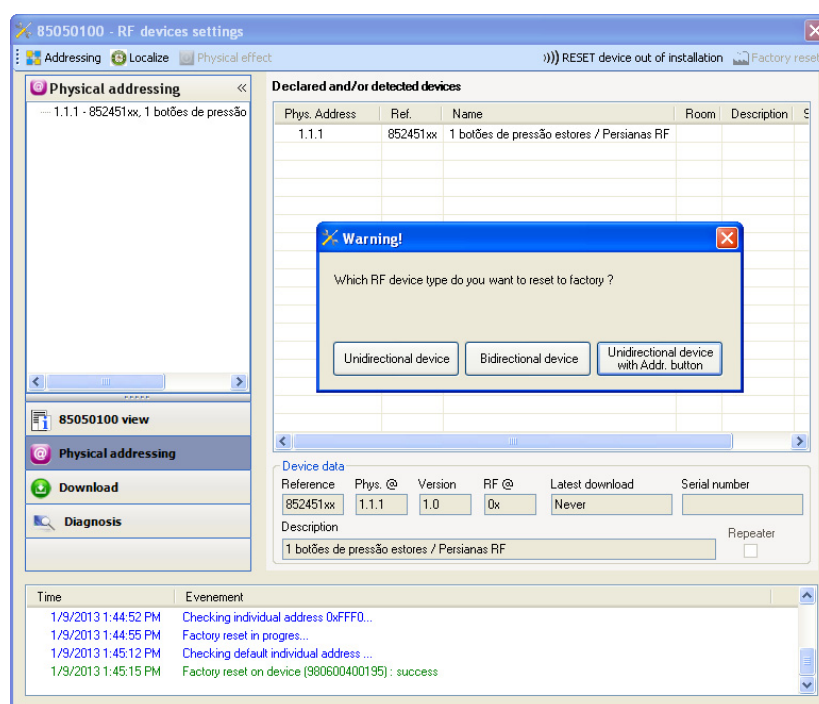 85050100 - RF devices settings
Addressing Localize Physical effect ))) RESET device out of installation Factory reset
Physical addressing «
1.1.1 - 852451xx, 1 botões de pressão
Declared and/or detected devices
Phys. Address Ref. Name Room Description S
1.1.1 852451xx 1 botões de pressão estores / Persianas RF
Warning!
Which RF device type do you want to reset to factory ?
Unidirectional device Bidirectional device Unidirectional device
with Addr. button
85050100 view
Physical addressing
Download
Diagnosis
Device data
Reference Phys. @ Version RF @ Latest download Serial number
852451xx 1.1.1 1.0 0x Never
Description
1 botões de pressão estores / Persianas RF
Repeater
Time Evenement
1/9/2013 1:44:52 PM Checking individual address 0xFFF0...
1/9/2013 1:44:55 PM Factory reset in progres...
1/9/2013 1:45:12 PM Checking default individual address ...
1/9/2013 1:45:15 PM Factory reset on device (980600400195) : success